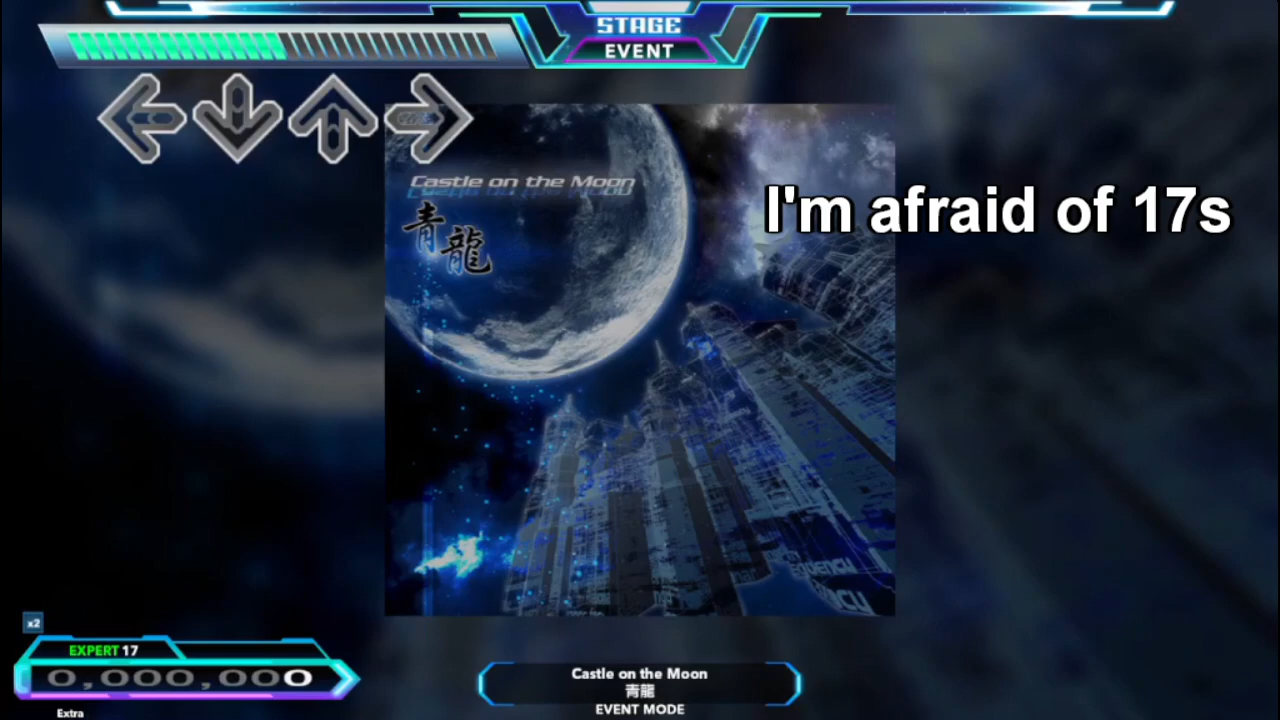 STAGE
EVENT
Castle on the Moon
青龍
I'm afraid of 17s
x2
EXPERT 17
0,000,000
Extra
Castle on the Moon
青龍
EVENT MODE